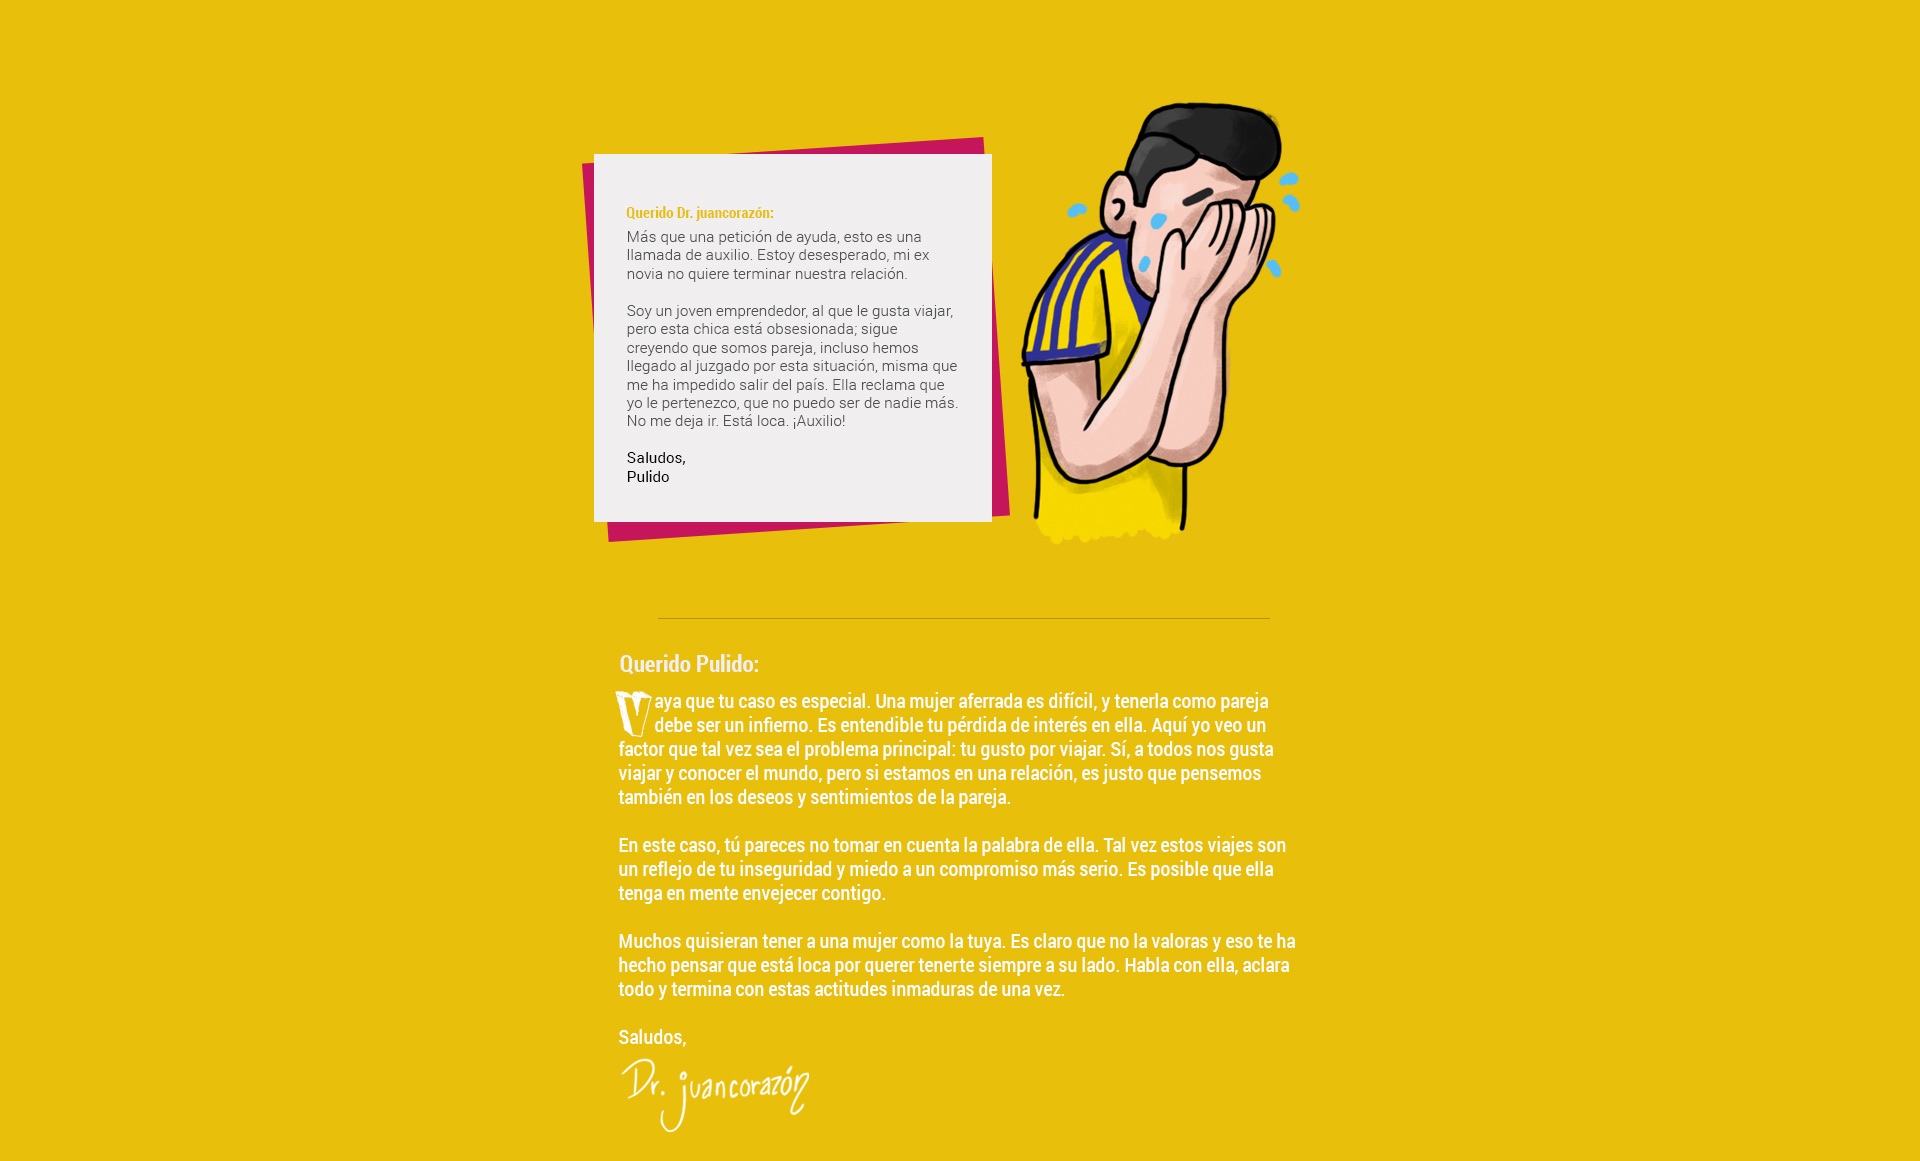 Querido Dr. juancorazón:
Más que una petición de ayuda, esto es una
llamada de auxilio. Estoy desesperado, mi ex
novia no quiere terminar nuestra relación.
Soy un joven emprendedor, al que le gusta viajar,
pero esta chica está obsesionada; sigue
creyendo que somos pareja, incluso hemos
llegado al juzgado por esta situación, misma que
me ha impedido salir del país. Ella reclama que
yo le pertenezco, que no puedo ser de nadie más.
No me deja ir. Está loca. ¡Auxilio!
Saludos,
Pulido
Querido Pulido:
Vaya que tu caso es especial. Una mujer aferrada es difícil, y tenerla como pareja
debe ser un infierno. Es entendible tu pérdida de interés en ella. Aquí yo veo un
factor que tal vez sea el problema principal: tu gusto por viajar. Sí, a todos nos gusta
viajar y conocer el mundo, pero si estamos en una relación, es justo que pensemos
también en los deseos y sentimientos de la pareja.
En este caso, tú pareces no tomar en cuenta la palabra de ella. Tal vez estos viajes son
un reflejo de tu inseguridad y miedo a un compromiso más serio. Es posible que ella
tenga en mente envejecer contigo.
Muchos quisieran tener a una mujer como la tuya. Es claro que no la valoras y eso te ha
hecho pensar que está loca por querer tenerte siempre a su lado. Habla con ella, aclara
todo y termina con estas actitudes inmaduras de una vez.
Saludos,
Dr. juancorazón